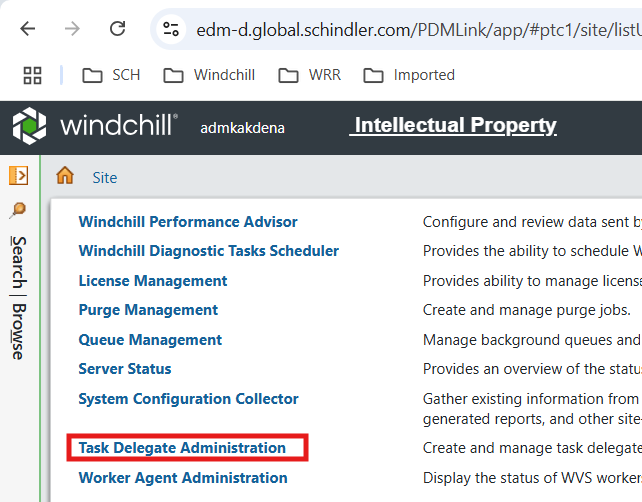 edm-d.global.schindler.com/PDMLink/app/#ptc1/site/listU
SCH Windchill WRR Imported
windchill® admkakdena Intellectual Property
Site
Search | Browse
Windchill Performance Advisor Configure and review data sent by
Windchill Diagnostic Tasks Scheduler Provides the ability to schedule W
License Management Provides ability to manage license
Purge Management Create and manage purge jobs.
Queue Management Manage background queues and
Server Status Provides an overview of the statu
System Configuration Collector Gather existing information from
generated reports, and other site-
Task Delegate Administration Create and manage task delegate
Worker Agent Administration Display the status of WVS worker